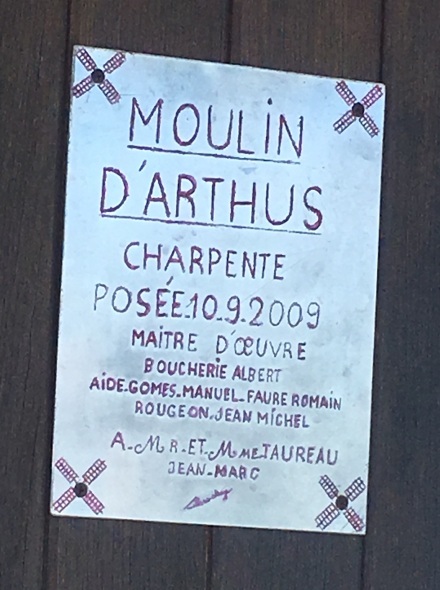 MOULIN
D'ARTHUS
CHARPENTE
POSÉE.10.9.2009
MAITRE D'ŒUVRE
BOUCHERIE ALBERT
AIDE.GOMES.MANUEL.FAURE ROMAIN
ROUGEON.JEAN MICHEL
A.MR.ET.MME.TAUREAU
JEAN-MARC